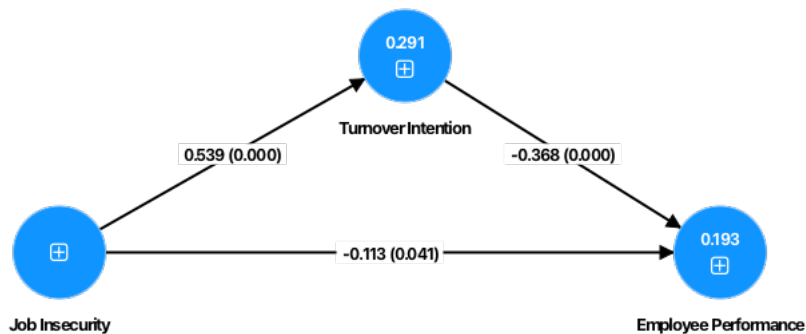 0.291
Turnover Intention
0.539 (0.000)
-0.368 (0.000)
-0.113 (0.041)
0.193
Job Insecurity
Employee Performance